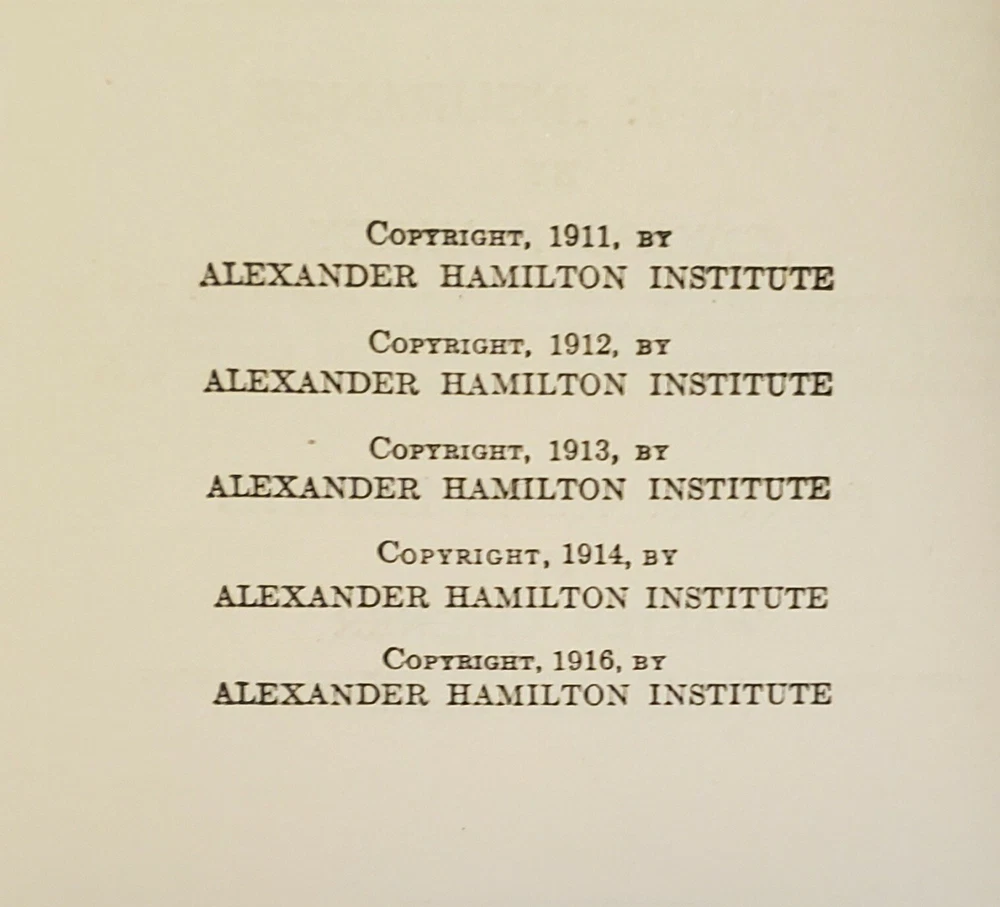 Copyright, 1911, by
ALEXANDER HAMILTON INSTITUTE
Copyright, 1912, by
ALEXANDER HAMILTON INSTITUTE
Copyright, 1913, by
ALEXANDER HAMILTON INSTITUTE
Copyright, 1914, by
ALEXANDER HAMILTON INSTITUTE
Copyright, 1916, by
ALEXANDER HAMILTON INSTITUTE